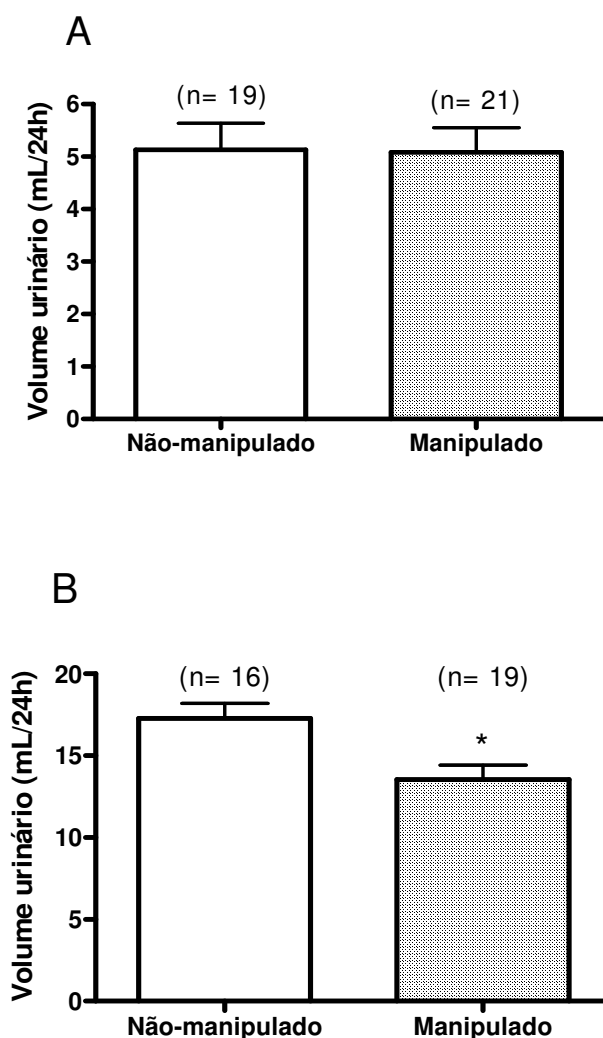 A
Volume urinário (mL/24h)
6
5
4
3
2
1
0
(n= 19)
(n= 21)
Não-manipulado
Manipulado
B
Volume urinário (mL/24h)
20
15
10
5
0
(n= 16)
(n= 19)
*
Não-manipulado
Manipulado